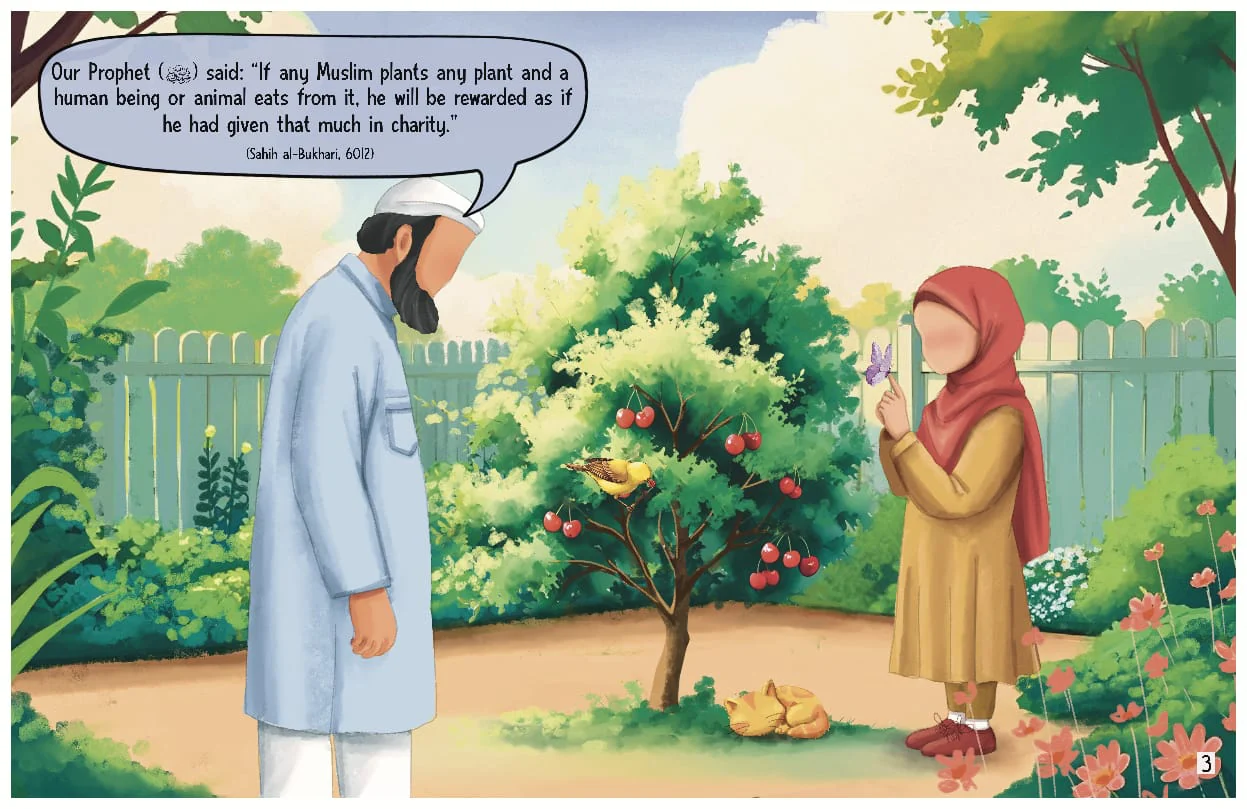 Our Prophet (ﷺ) said: “If any Muslim plants any plant and a
human being or animal eats from it, he will be rewarded as if
he had given that much in charity.”
(Sahih al-Bukhari, 6012)
3